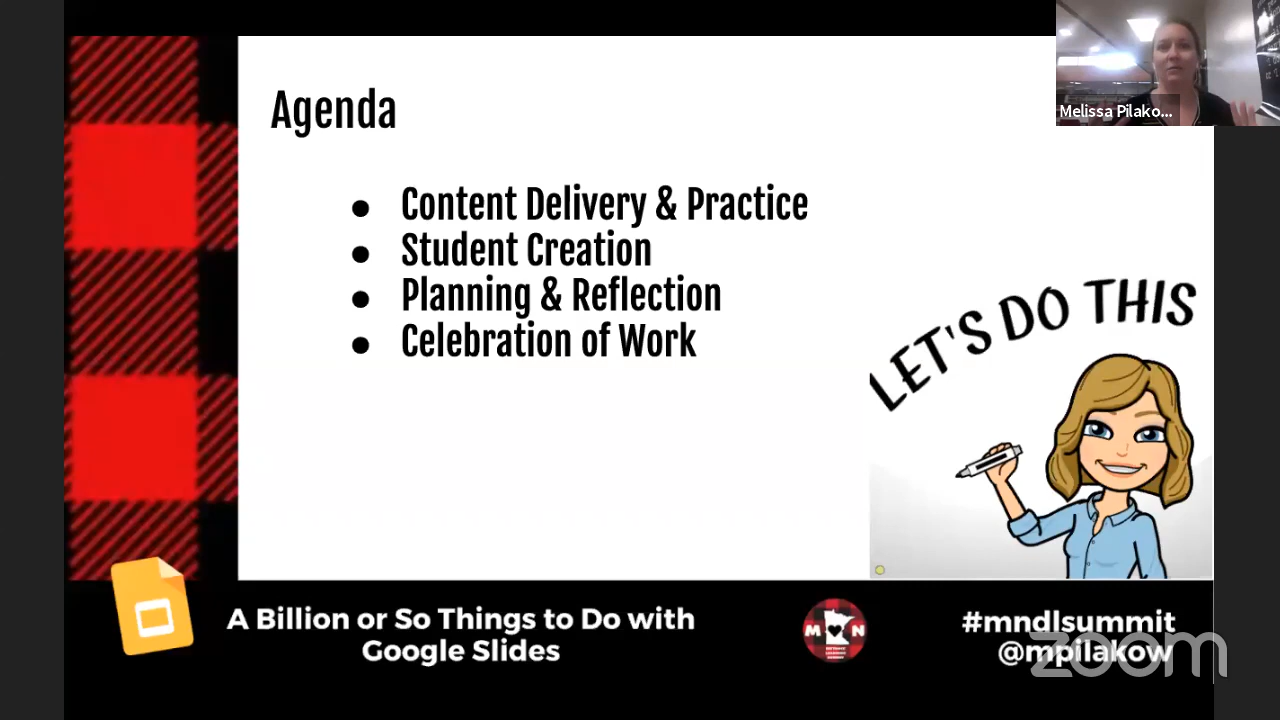 Agenda
Melissa Pilako...
● Content Delivery & Practice
● Student Creation
● Planning & Reflection
● Celebration of Work
LET'S DO THIS
A Billion or So Things to Do with
Google Slides
M N
#mndlsummit
@mpilakow
zoom